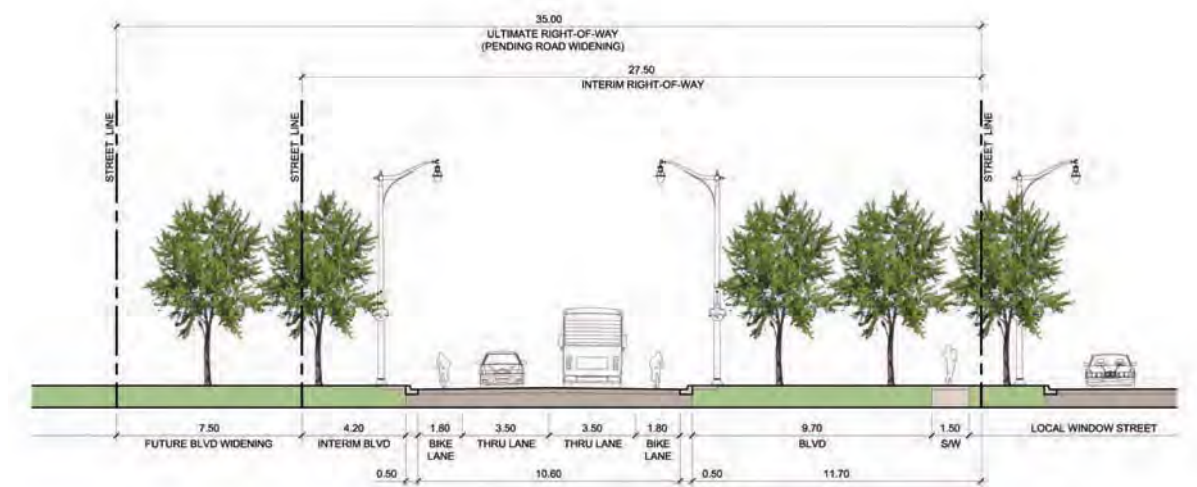 35.00
ULTIMATE RIGHT-OF-WAY
(PENDING ROAD WIDENING)
27.50
INTERIM RIGHT-OF-WAY
STREET LINE
STREET LINE
STREET LINE
7.50
FUTURE BLVD WIDENING
4.20
INTERIM BLVD
1.80
BIKE
LANE
3.50
THRU LANE
3.50
THRU LANE
1.80
BIKE
LANE
9.70
BLVD
1.50
S/W
LOCAL WINDOW STREET
0.50
10.60
0.50
11.70